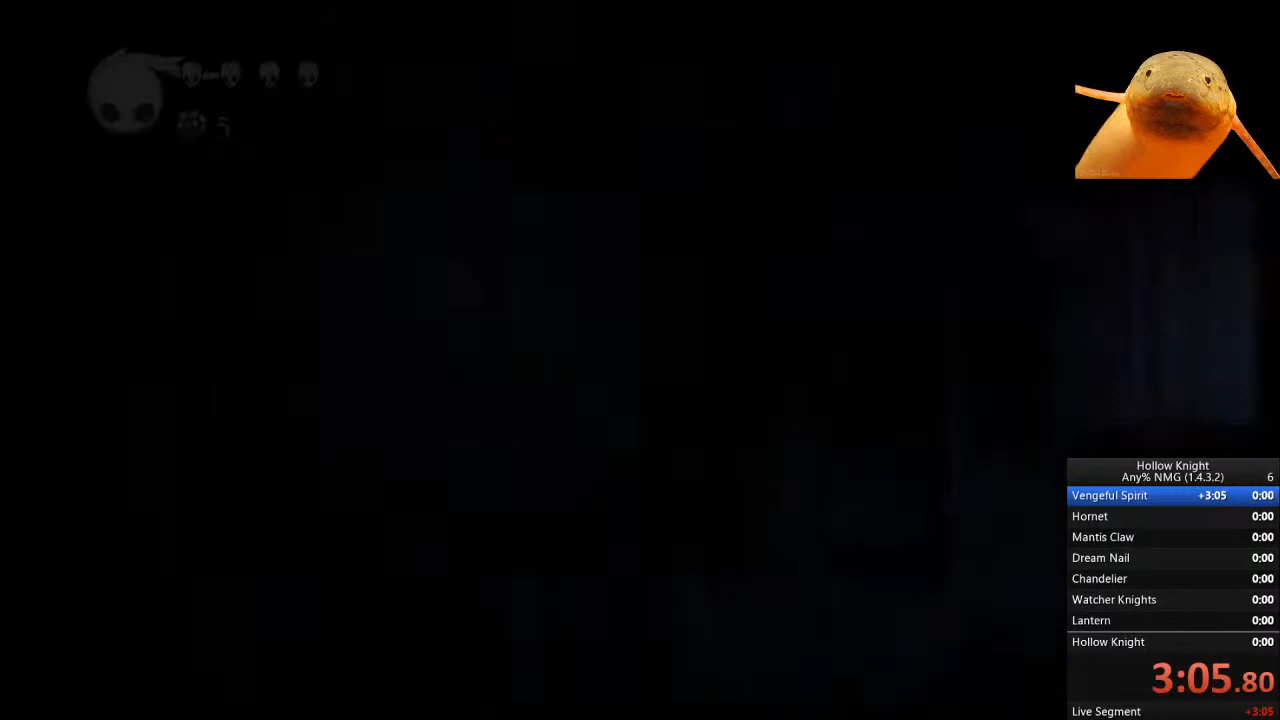 5
Hollow Knight
Any% NMG (1.4.3.2) 6
Vengeful Spirit +3:05 0:00
Hornet 0:00
Mantis Claw 0:00
Dream Nail 0:00
Chandelier 0:00
Watcher Knights 0:00
Lantern 0:00
Hollow Knight 0:00
3:05.80
Live Segment +3:05